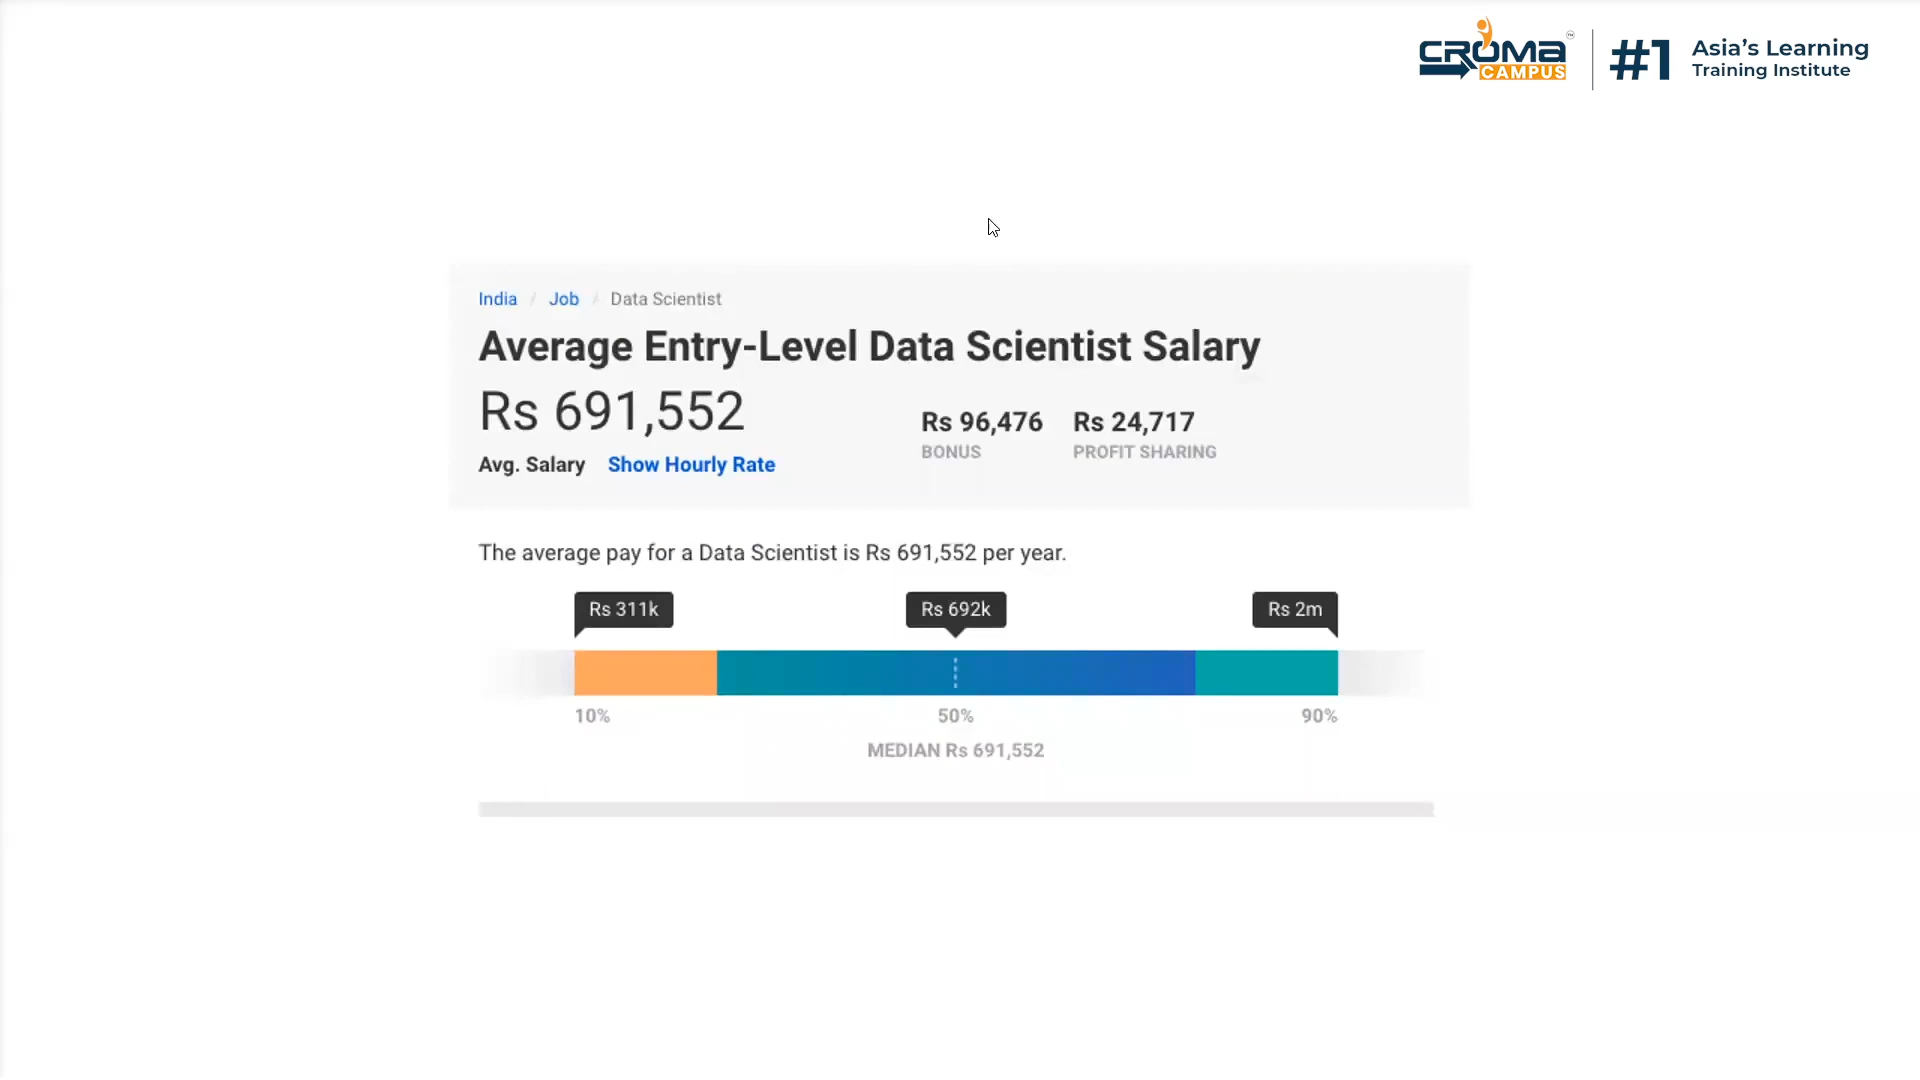 CROMA CAMPUS
#1 Asia's Learning
Training Institute
India / Job / Data Scientist
Average Entry-Level Data Scientist Salary
Rs 691,552
Avg. Salary Show Hourly Rate
Rs 96,476
BONUS
Rs 24,717
PROFIT SHARING
The average pay for a Data Scientist is Rs 691,552 per year.
Rs 311k Rs 692k Rs 2m
10% 50% 90%
MEDIAN Rs 691,552